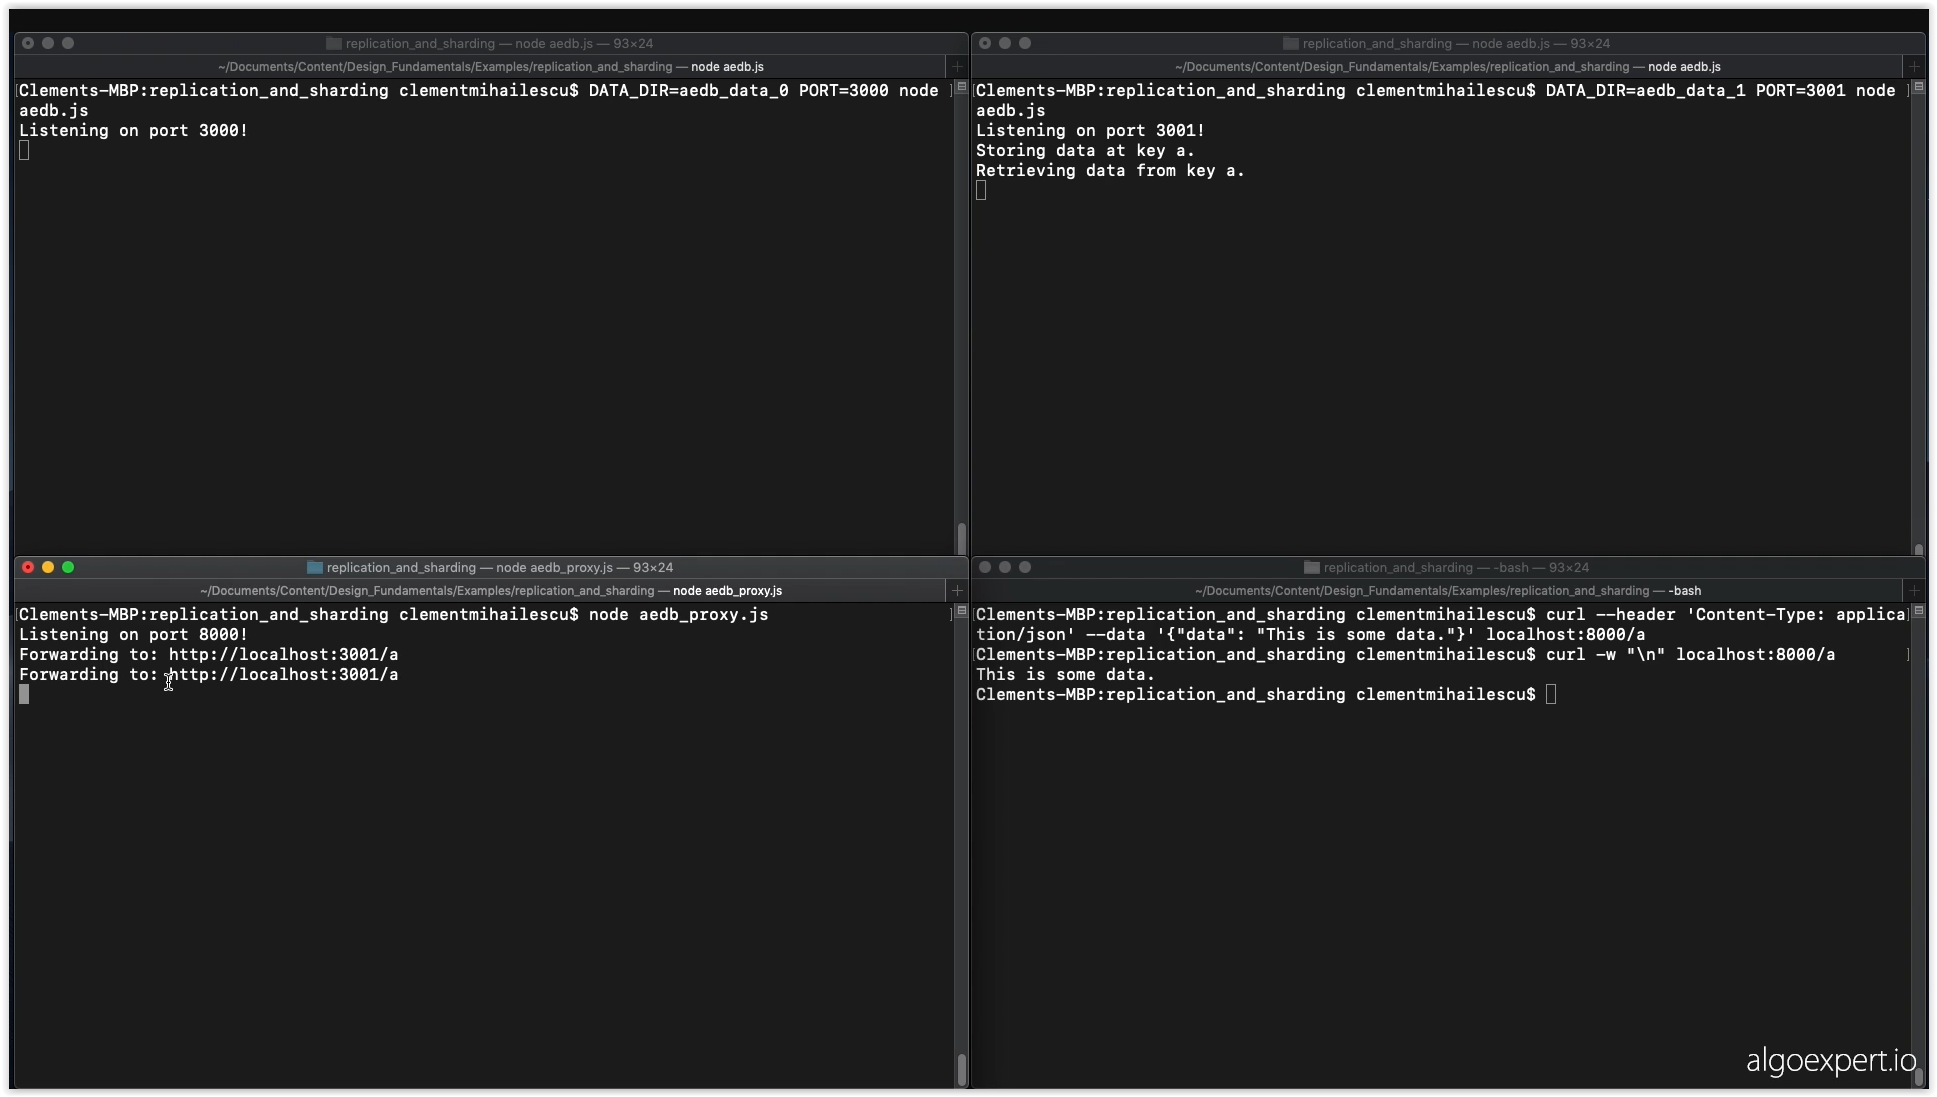 replication_and_sharding — node aedb.js — 93×24
~/Documents/Content/Design_Fundamentals/Examples/replication_and_sharding — node aedb.js
Clements-MBP:replication_and_sharding clementmihailescu$ DATA_DIR=aedb_data_0 PORT=3000 node
aedb.js
Listening on port 3000!
replication_and_sharding — node aedb.js — 93×24
~/Documents/Content/Design_Fundamentals/Examples/replication_and_sharding — node aedb.js
Clements-MBP:replication_and_sharding clementmihailescu$ DATA_DIR=aedb_data_1 PORT=3001 node
aedb.js
Listening on port 3001!
Storing data at key a.
Retrieving data from key a.
replication_and_sharding — node aedb_proxy.js — 93×24
~/Documents/Content/Design_Fundamentals/Examples/replication_and_sharding — node aedb_proxy.js
Clements-MBP:replication_and_sharding clementmihailescu$ node aedb_proxy.js
Listening on port 8000!
Forwarding to: http://localhost:3001/a
Forwarding to: http://localhost:3001/a
replication_and_sharding — -bash — 93×24
~/Documents/Content/Design_Fundamentals/Examples/replication_and_sharding — -bash
Clements-MBP:replication_and_sharding clementmihailescu$ curl --header 'Content-Type: applica
tion/json' --data '{"data": "This is some data."}' localhost:8000/a
Clements-MBP:replication_and_sharding clementmihailescu$ curl -w "\n" localhost:8000/a
This is some data.
Clements-MBP:replication_and_sharding clementmihailescu$
algoexpert.io